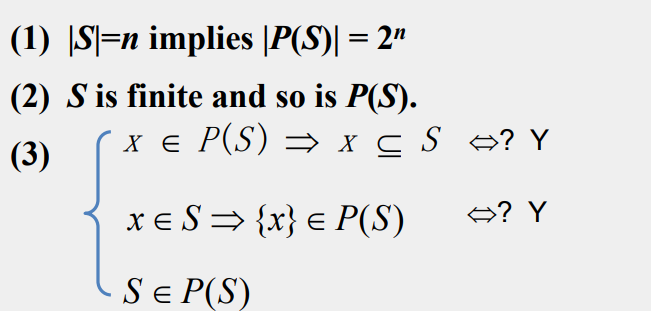 (1) |S|=n implies |P(S)| = 2ⁿ
(2) S is finite and so is P(S).
(3)
x ∈ P(S) ⇒ x ⊆ S ⇔? Y
x ∈ S ⇒ {x} ∈ P(S) ⇔? Y
S ∈ P(S)